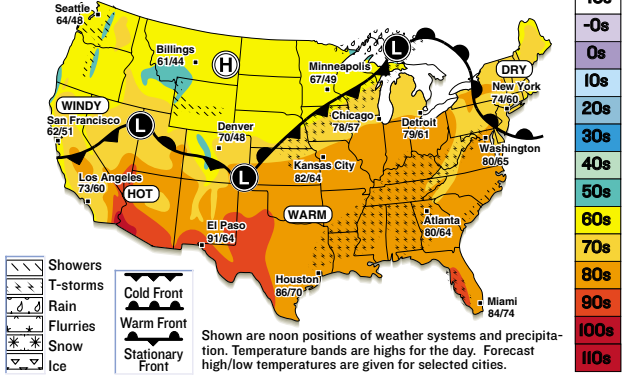 Seattle
64/48
Billings
61/44
H
Minneapolis
67/49
L
DRY
New York
74/60
WINDY
San Francisco
62/51
L
Denver
70/48
Chicago
78/57
Detroit
79/61
Washington
80/65
Kansas City
82/64
L
Los Angeles
73/60
HOT
WARM
El Paso
91/64
Atlanta
80/64
Houston
86/70
Miami
84/74
Showers
T-storms
Rain
Flurries
Snow
Ice
Cold Front
Warm Front
Stationary
Front
Shown are noon positions of weather systems and precipita-
tion. Temperature bands are highs for the day. Forecast
high/low temperatures are given for selected cities.
-0s
0s
10s
20s
30s
40s
50s
60s
70s
80s
90s
100s
110s